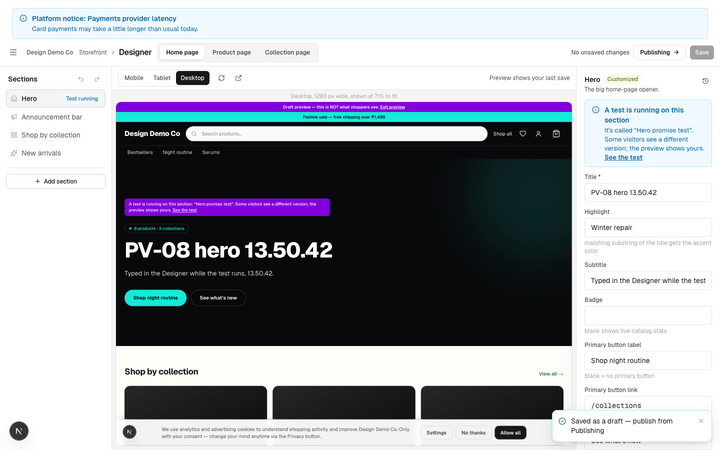 Platform notice: Payments provider latency
Card payments may take a little longer than usual today.
Design Demo Co Storefront › Designer Home page Product page Collection page No unsaved changes Publishing → Save
Sections
Hero Test running
Announcement bar
Shop by collection
New arrivals
+ Add section
Mobile Tablet Desktop Preview shows your last save
Desktop, 1280 px wide, shown at 71% to fit
Draft preview — this is NOT what shoppers see. Exit preview
Festive sale — free shipping over ₹1,499
Design Demo Co Search products... Shop all
Bestsellers Night routine Serums
A test is running on this section: "Hero promise test". Some visitors see a different version; the
preview shows yours. See the test
8 products · 3 collections
PV-08 hero 13.50.42
Typed in the Designer while the test runs, 13.50.42.
Shop night routine See what's new
Shop by collection View all →
N We use analytics and advertising cookies to understand shopping activity and improve Design Demo Co. Only
with your consent — change your mind anytime via the Privacy button.
Settings No thanks Allow all
N
Hero Customized
The big home-page opener.
A test is running on this
section
It's called "Hero promise test".
Some visitors see a different
version; the preview shows yours.
See the test
Title *
PV-08 hero 13.50.42
Highlight
Winter repair
matching substring of the title gets the accent
color
Subtitle
Typed in the Designer while the test
Badge
blank shows live catalog stats
Primary button label
Shop night routine
blank = no primary button
Primary button link
/collections
Saved as a draft — publish from
Publishing